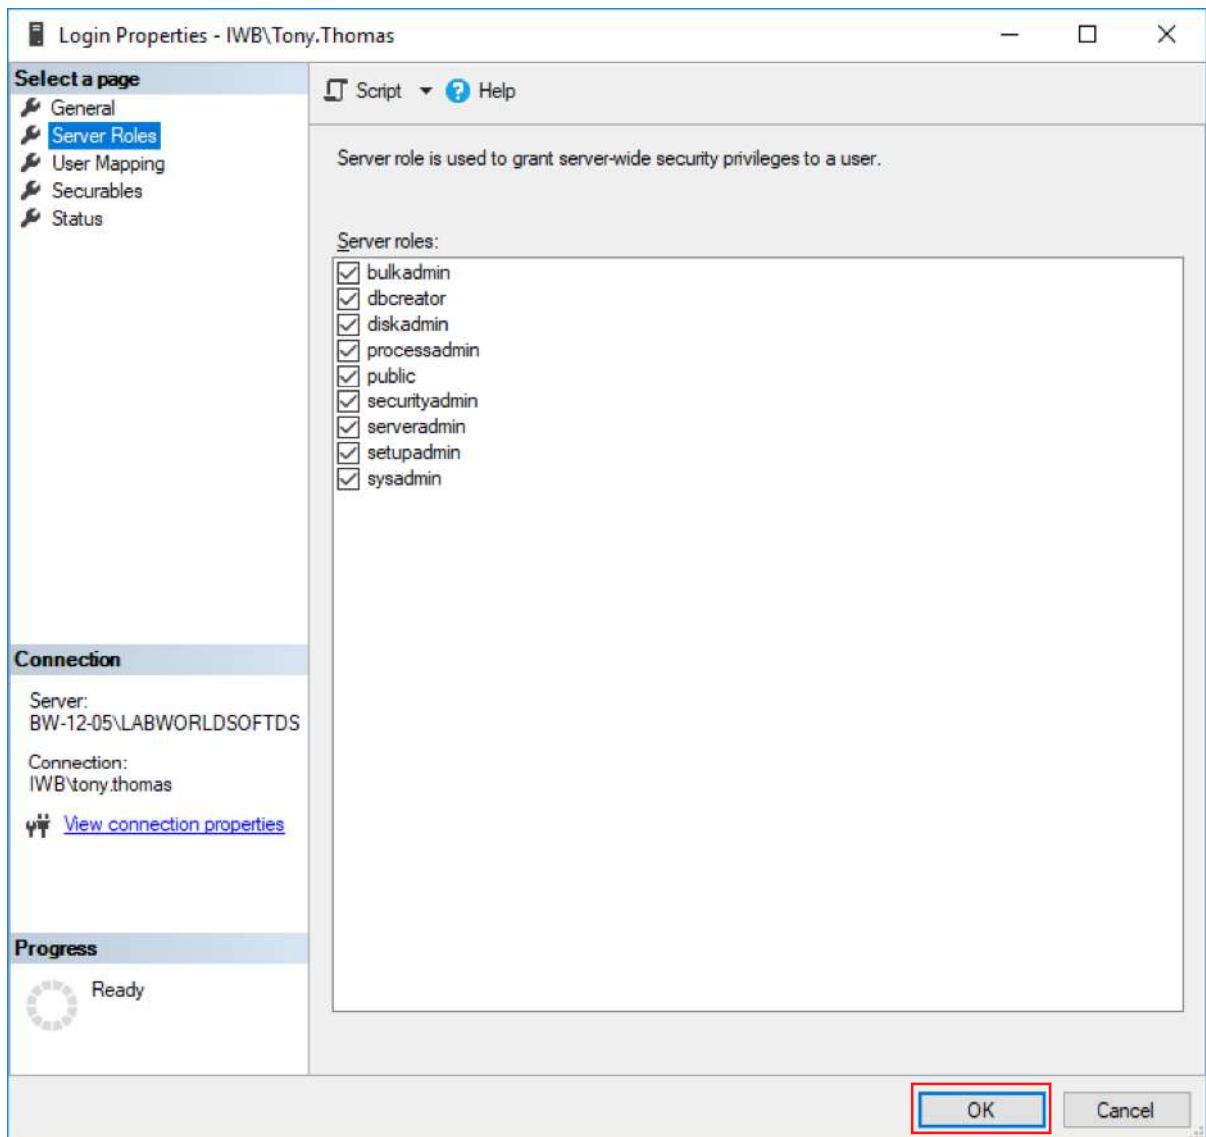 Login Properties - IWB\Tony.Thomas
Select a page
General
Server Roles
User Mapping
Securables
Status
Script Help
Server role is used to grant server-wide security privileges to a user.
Server roles:
bulkadmin
dbcreator
diskadmin
processadmin
public
securityadmin
serveradmin
setupadmin
sysadmin
Connection
Server:
BW-12-05\LABWORLDSOFTDS
Connection:
IWB\tony.thomas
View connection properties
Progress
Ready
OK Cancel